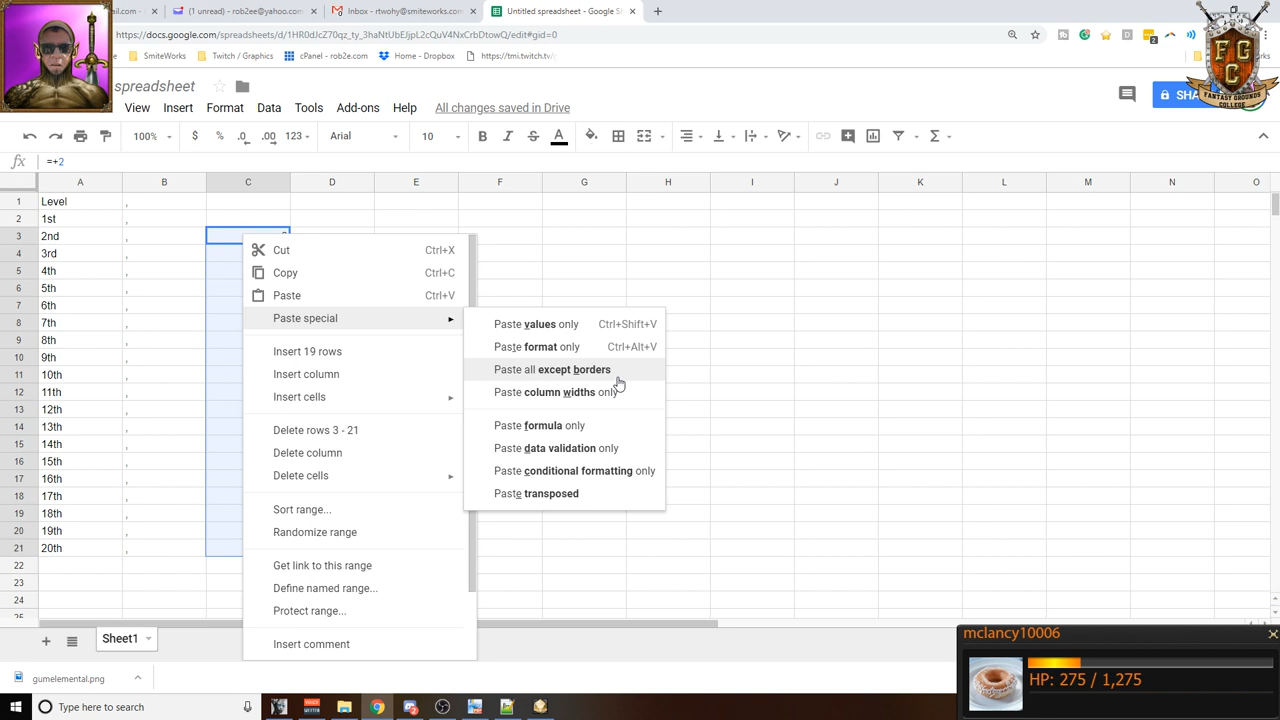 ail.com
(1 unread) - rob2ee@yahoo.com
Inbox - rtwohy@smiteworks.com
Untitled spreadsheet - Google Sh
https://docs.google.com/spreadsheets/d/1HR0dJcZ70qz_ty_3haNtUbE/jpL2cQuV4NxCrbDtowQ/edit#gid=0
SmiteWorks
Twitch / Graphics
cPanel - rob2e.com
Home - Dropbox
https://tmi.twitch.tv/
FGC
FANTASY GROUNDS
COLLEGE
spreadsheet
View Insert Format Data Tools Add-ons Help All changes saved in Drive
SHA
100% $ % .0 .00 123 Arial 10 B I S A Σ
fx =+2
A B C D E F G H I J K L M N O
1 Level ,
2 1st ,
3 2nd ,
4 3rd ,
5 4th ,
6 5th ,
7 6th ,
8 7th ,
9 8th ,
10 9th ,
11 10th ,
12 11th ,
13 12th ,
14 13th ,
15 14th ,
16 15th ,
17 16th ,
18 17th ,
19 18th ,
20 19th ,
21 20th ,
22
23
24
Cut Ctrl+X
Copy Ctrl+C
Paste Ctrl+V
Paste special
Insert 19 rows
Insert column
Insert cells
Delete rows 3 - 21
Delete column
Delete cells
Sort range...
Randomize range
Get link to this range
Define named range...
Protect range...
Insert comment
Paste values only Ctrl+Shift+V
Paste format only Ctrl+Alt+V
Paste all except borders
Paste column widths only
Paste formula only
Paste data validation only
Paste conditional formatting only
Paste transposed
Sheet1
mclancy10006
HP: 275 / 1,275
gumelemental.png
Type here to search